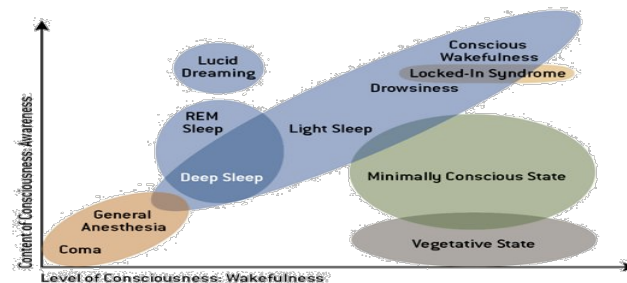 Conscious
Wakefulness
Lucid
Dreaming
Locked-In Syndrome
Drowsiness
REM
Sleep
Light Sleep
Deep Sleep
Minimally Conscious State
General
Anesthesia
Coma
Vegetative State
Content of Consciousness: Awareness:
Level of Consciousness: Wakefulness